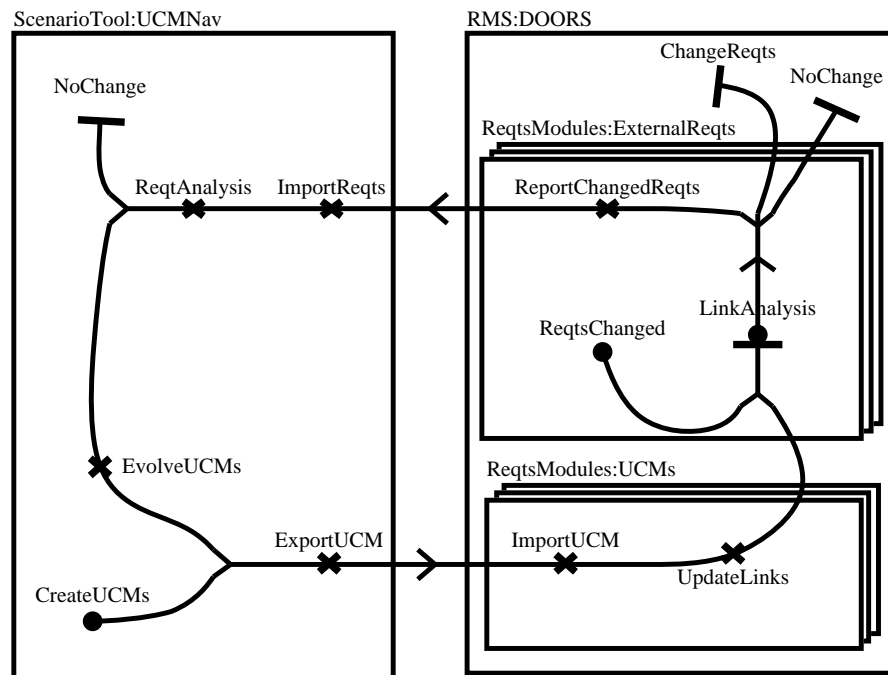 ScenarioTool:UCMNav
RMS:DOORS
ChangeReqts
NoChange
NoChange
ReqtsModules:ExternalReqts
ReqtAnalysis
ImportReqts
ReportChangedReqts
LinkAnalysis
ReqtsChanged
EvolveUCMs
ReqtsModules:UCMs
ExportUCM
ImportUCM
UpdateLinks
CreateUCMs